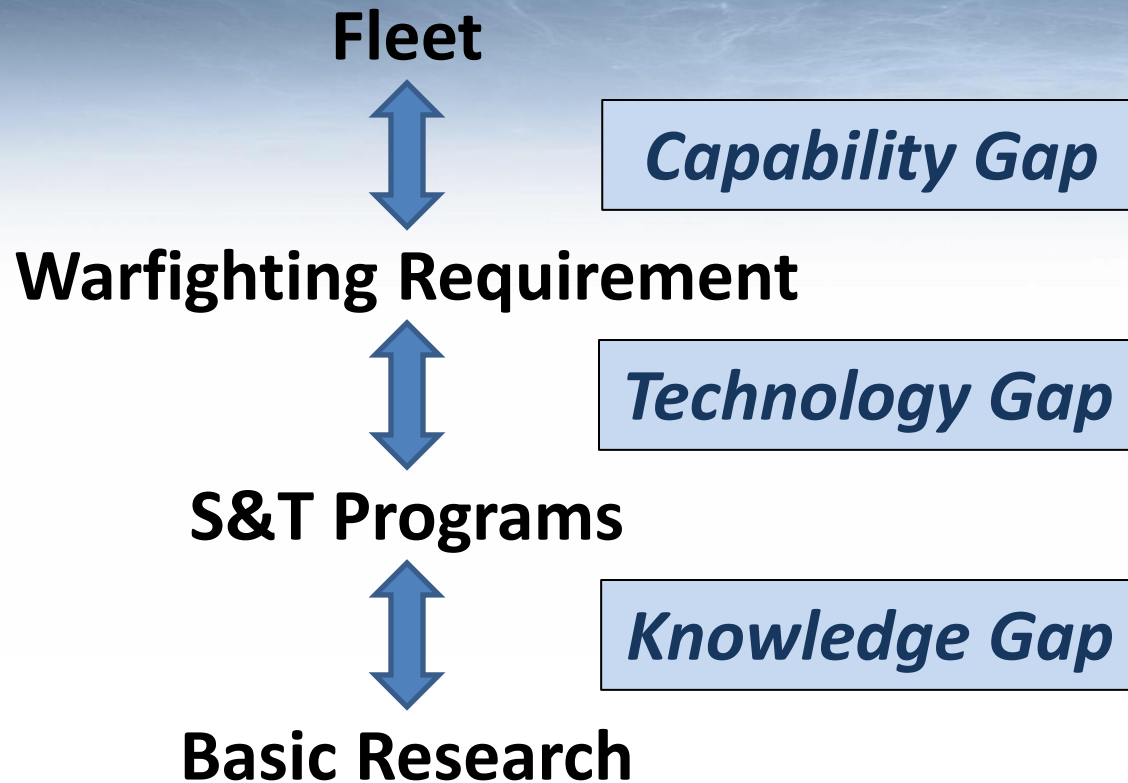 Fleet
Capability Gap
Warfighting Requirement
Technology Gap
S&T Programs
Knowledge Gap
Basic Research